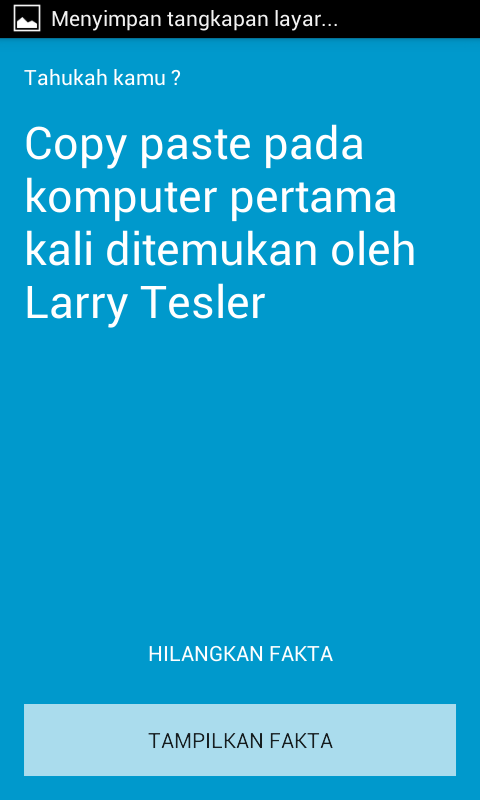 Menyimpan tangkapan layar...
Tahukah kamu ?
Copy paste pada
komputer pertama
kali ditemukan oleh
Larry Tesler
HILANGKAN FAKTA
TAMPILKAN FAKTA